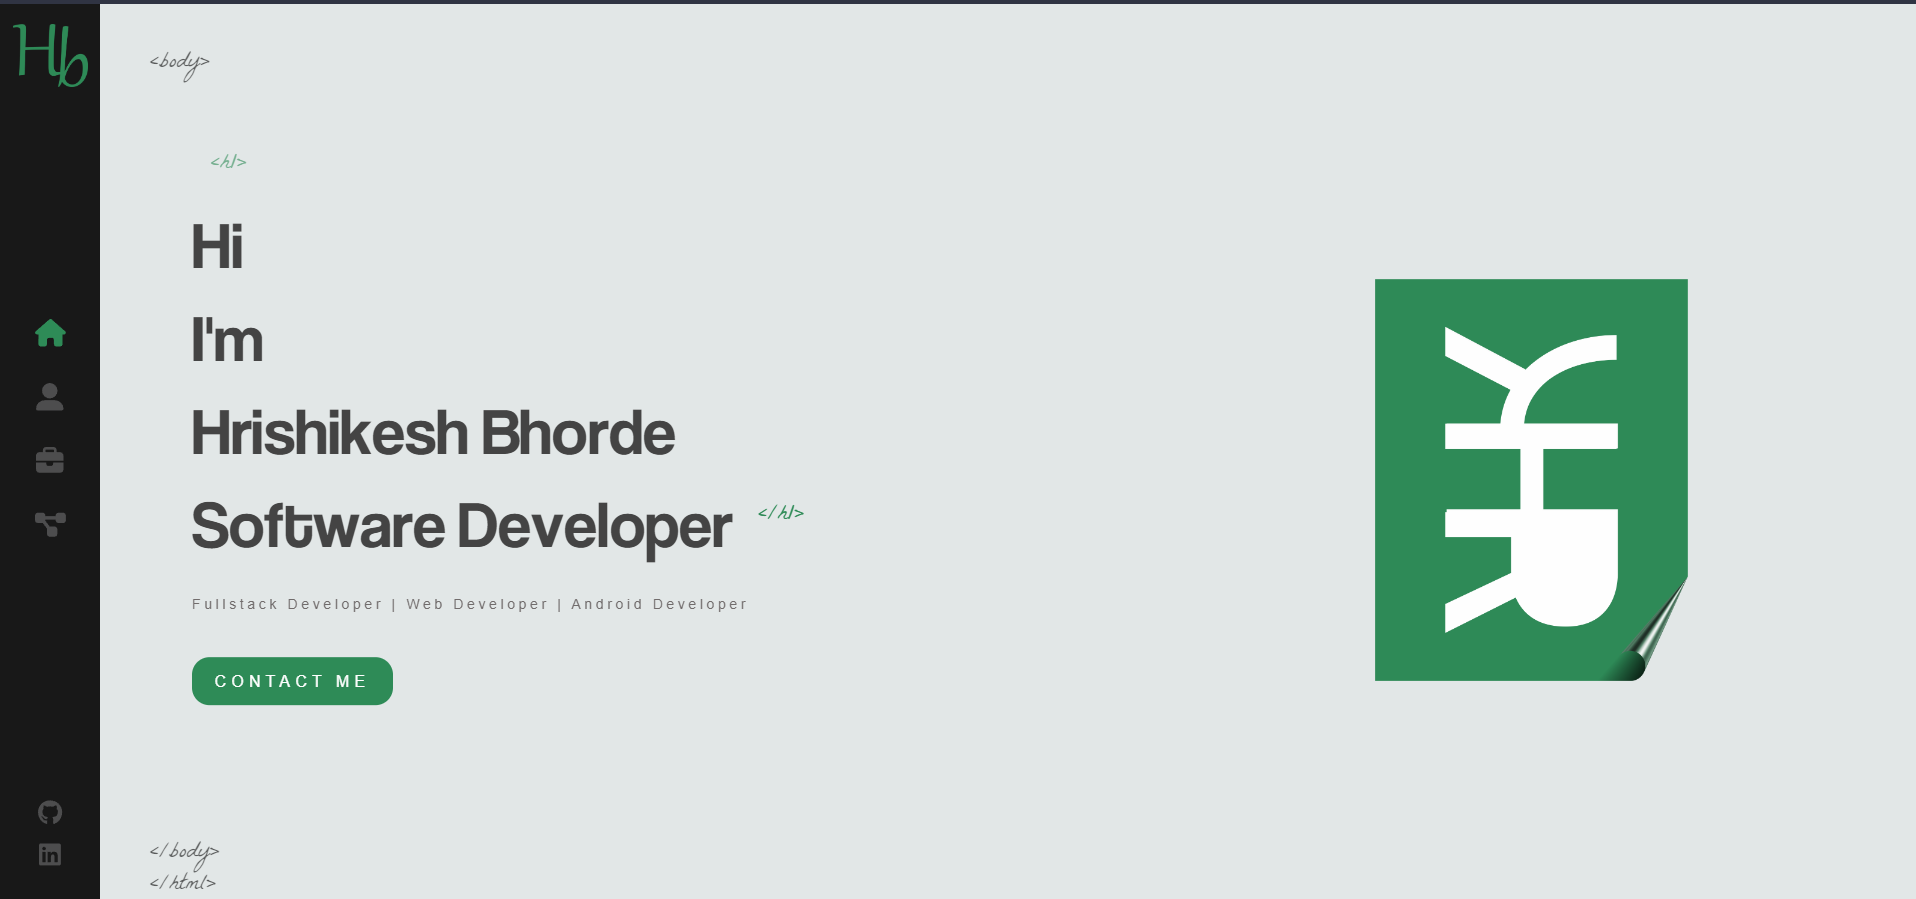 Hb
<body>
<h1>
Hi
I'm
Hrishikesh Bhorde
Software Developer </h1>
Fullstack Developer | Web Developer | Android Developer
CONTACT ME
in
</body>
</html>